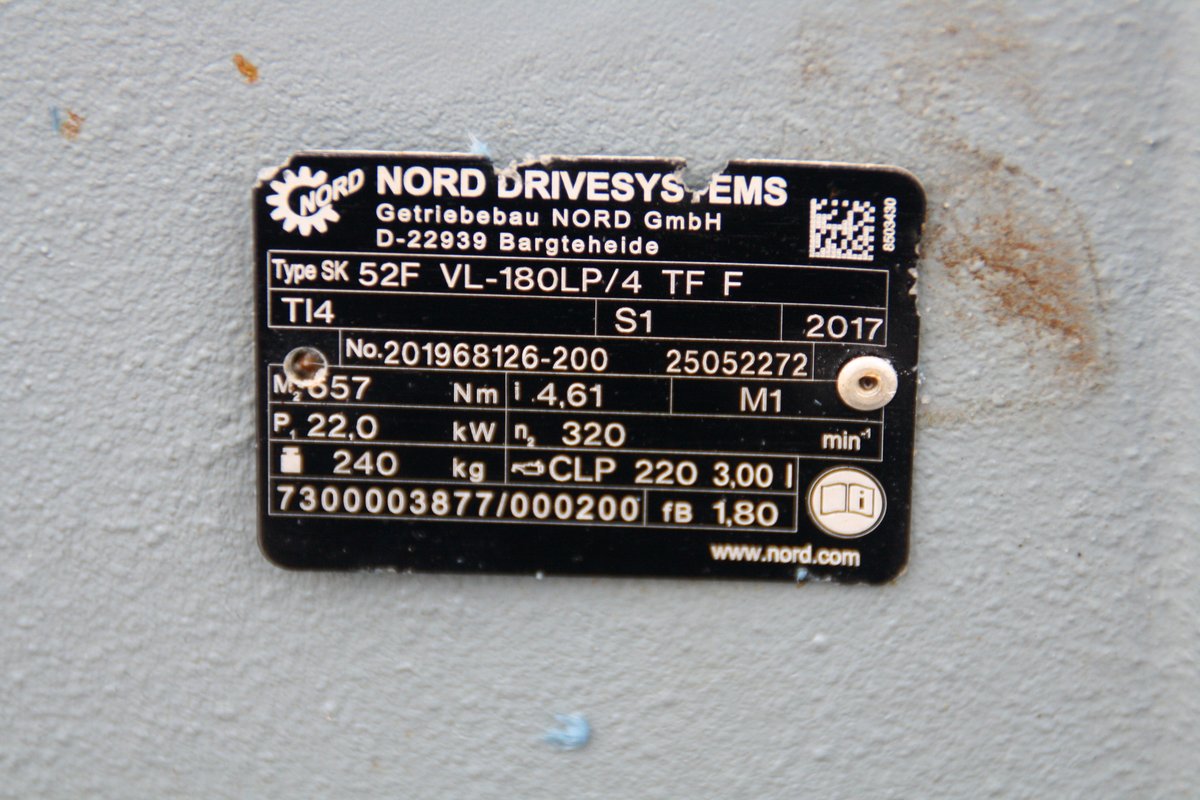 NORD
NORD DRIVESYSTEMS
Getriebebau NORD GmbH
D-22939 Bargteheide
8503430
Type SK 52F VL-180LP/4 TF F
TI4 S1 2017
No. 201968126-200 25052272
M2 657 Nm i 4,61 M1
P1 22,0 kW n2 320 min-1
240 kg CLP 220 3,00 l
7300003877/000200 fB 1,80
i
www.nord.com